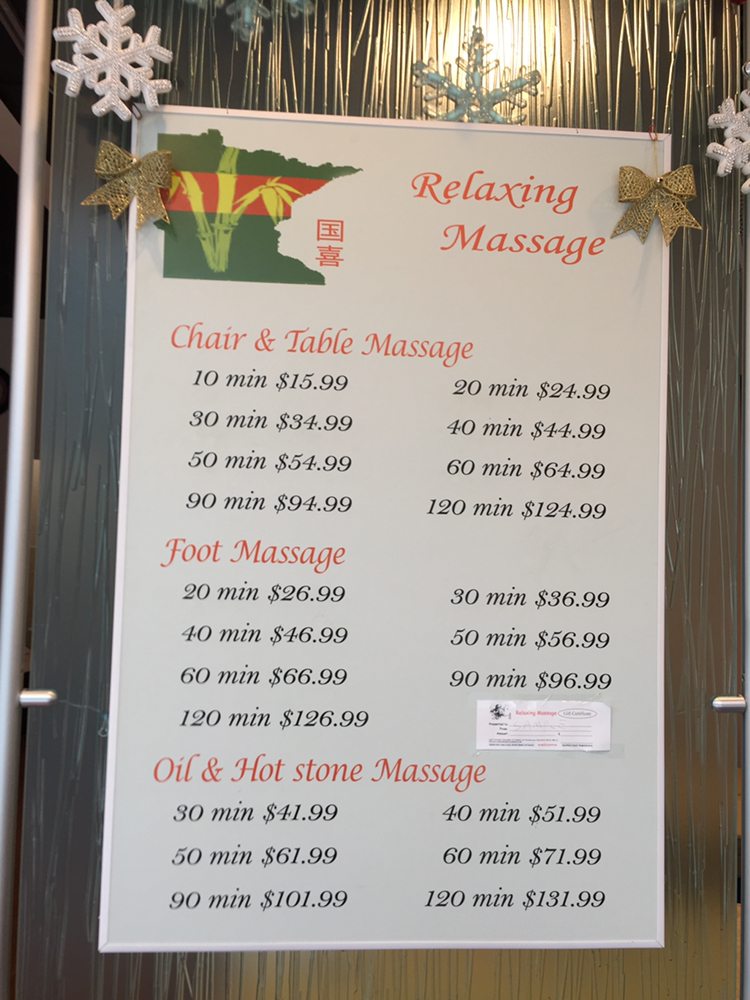 国
喜
Relaxing
Massage
Chair & Table Massage
10 min $15.99 20 min $24.99
30 min $34.99 40 min $44.99
50 min $54.99 60 min $64.99
90 min $94.99 120 min $124.99
Foot Massage
20 min $26.99 30 min $36.99
40 min $46.99 50 min $56.99
60 min $66.99 90 min $96.99
120 min $126.99
Relaxing Massage Gift Certificate
Oil & Hot stone Massage
30 min $41.99 40 min $51.99
50 min $61.99 60 min $71.99
90 min $101.99 120 min $131.99